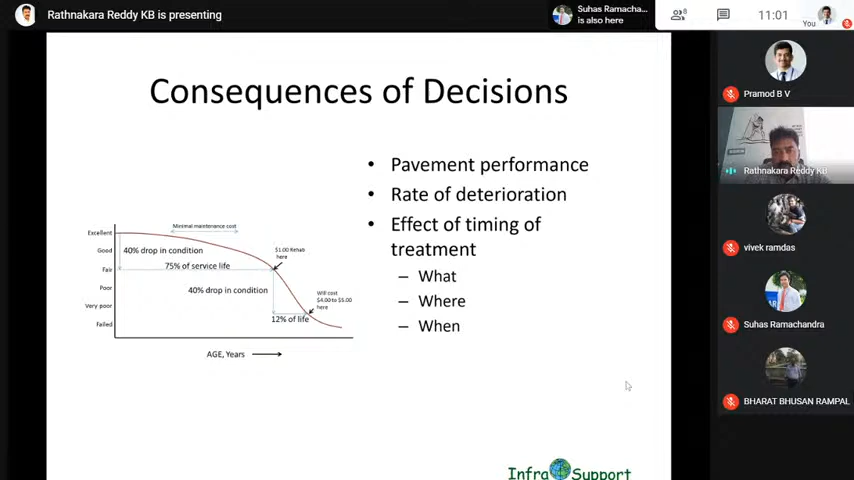 Rathnakara Reddy KB is presenting
Suhas Ramacha...
is also here
8
11:01
You
Consequences of Decisions
• Pavement performance
• Rate of deterioration
• Effect of timing of
treatment
– What
– Where
– When
Minimal maintenance cost
Excellent
Good
Fair
Poor
Very poor
Failed
40% drop in condition
75% of service life
$1.00 Rehab
here
40% drop in condition
Will cost
$4.00 to $5.00
here
12% of life
AGE, Years
Infra Support
Pramod B V
Rathnakara Reddy KB
vivek ramdas
Suhas Ramachandra
BHARAT BHUSAN RAMPAL